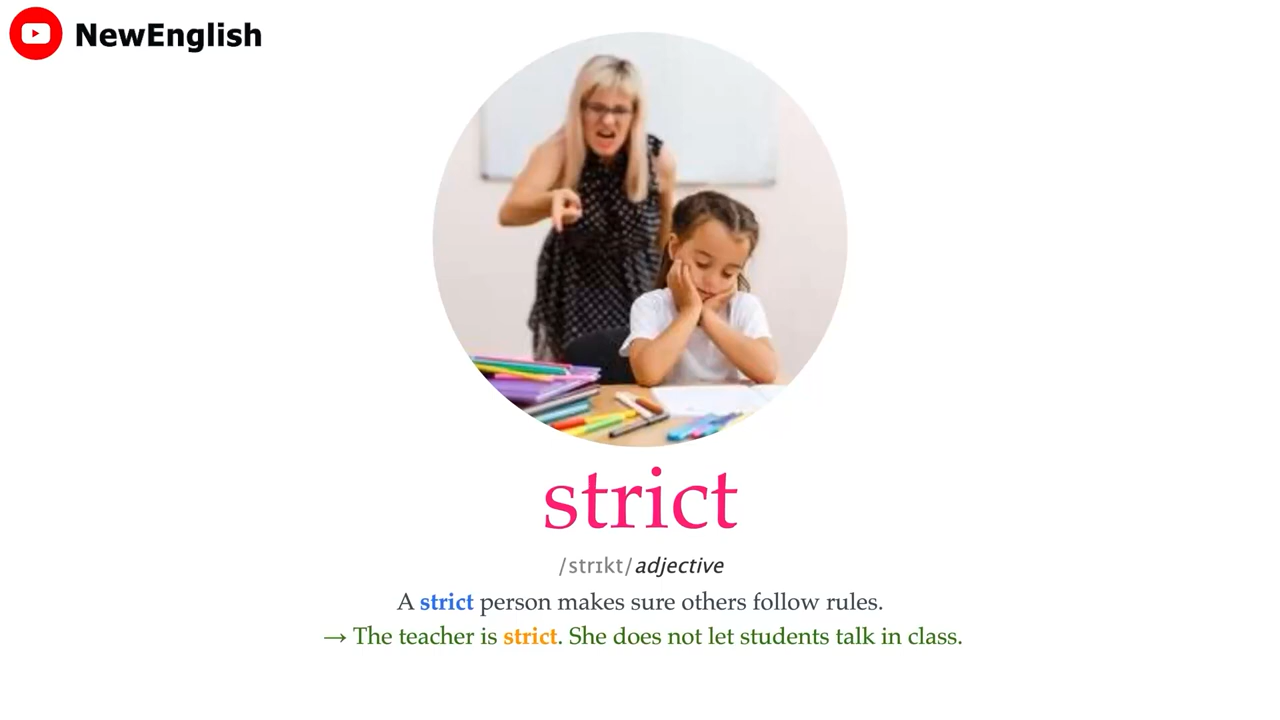 NewEnglish
strict
/strɪkt/adjective
A strict person makes sure others follow rules.
→ The teacher is strict. She does not let students talk in class.